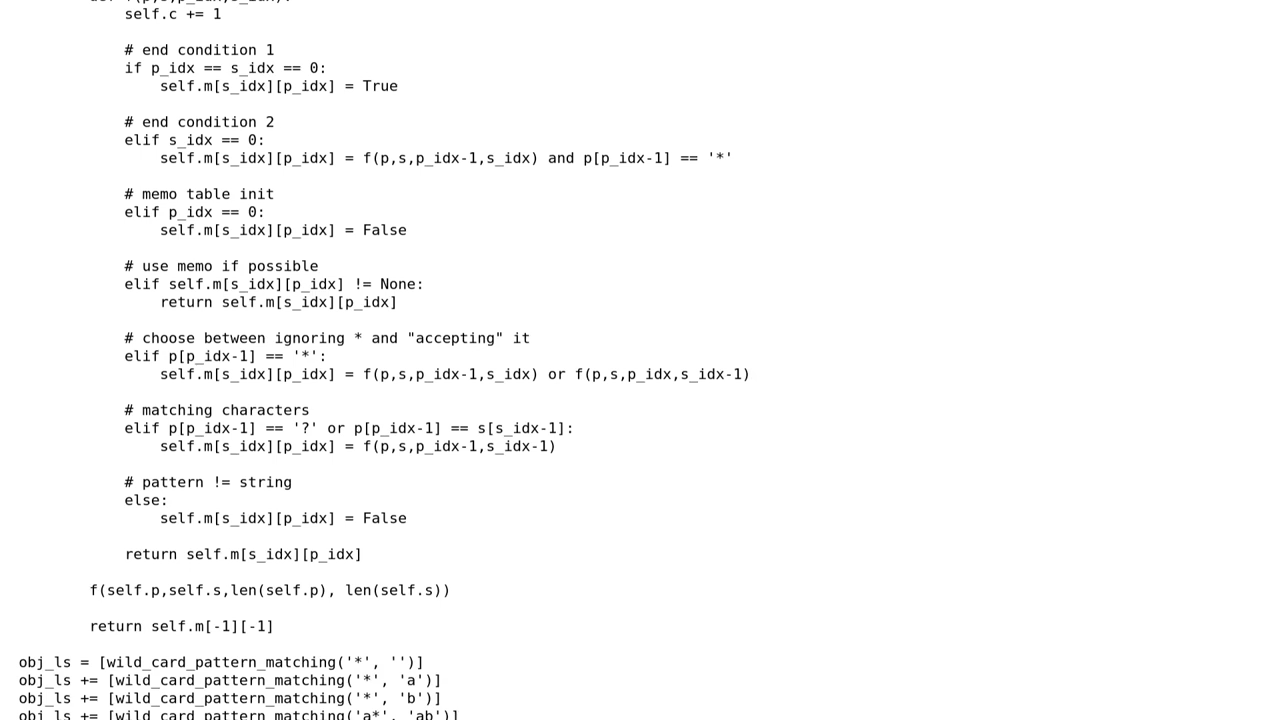 def f(p,s,p_idx,s_idx):
self.c += 1
# end condition 1
if p_idx == s_idx == 0:
self.m[s_idx][p_idx] = True
# end condition 2
elif s_idx == 0:
self.m[s_idx][p_idx] = f(p,s,p_idx-1,s_idx) and p[p_idx-1] == '*'
# memo table init
elif p_idx == 0:
self.m[s_idx][p_idx] = False
# use memo if possible
elif self.m[s_idx][p_idx] != None:
return self.m[s_idx][p_idx]
# choose between ignoring * and "accepting" it
elif p[p_idx-1] == '*':
self.m[s_idx][p_idx] = f(p,s,p_idx-1,s_idx) or f(p,s,p_idx,s_idx-1)
# matching characters
elif p[p_idx-1] == '?' or p[p_idx-1] == s[s_idx-1]:
self.m[s_idx][p_idx] = f(p,s,p_idx-1,s_idx-1)
# pattern != string
else:
self.m[s_idx][p_idx] = False
return self.m[s_idx][p_idx]
f(self.p,self.s,len(self.p), len(self.s))
return self.m[-1][-1]
obj_ls = [wild_card_pattern_matching('*', '')]
obj_ls += [wild_card_pattern_matching('*', 'a')]
obj_ls += [wild_card_pattern_matching('*', 'b')]
obj_ls += [wild_card_pattern_matching('a*', 'ab')]